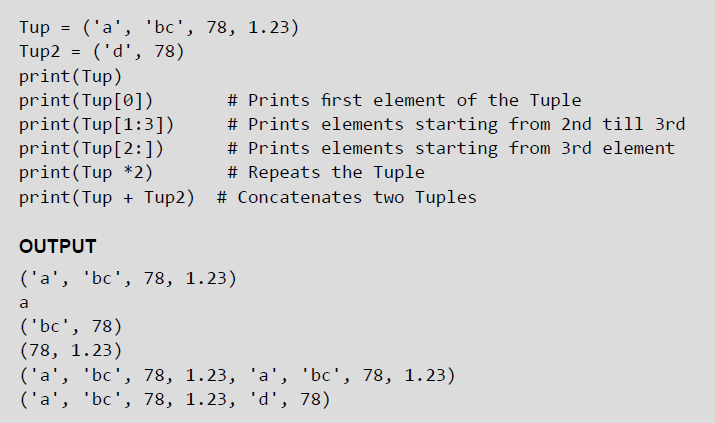 Tup = ('a', 'bc', 78, 1.23)
Tup2 = ('d', 78)
print(Tup)
print(Tup[0])       # Prints first element of the Tuple
print(Tup[1:3])     # Prints elements starting from 2nd till 3rd
print(Tup[2:])      # Prints elements starting from 3rd element
print(Tup *2)       # Repeats the Tuple
print(Tup + Tup2)  # Concatenates two Tuples
OUTPUT
('a', 'bc', 78, 1.23)
a
('bc', 78)
(78, 1.23)
('a', 'bc', 78, 1.23, 'a', 'bc', 78, 1.23)
('a', 'bc', 78, 1.23, 'd', 78)